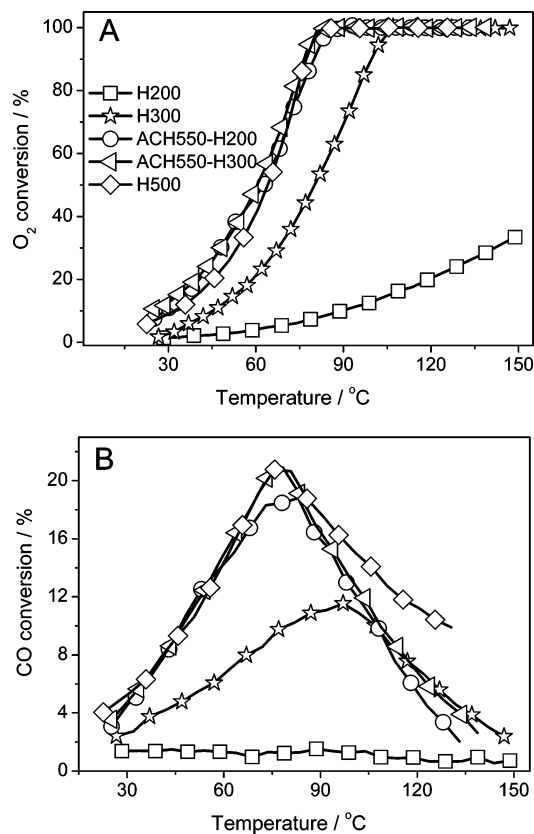 A
100
80
60
40
20
0
O₂ conversion / %
H200
H300
ACH550-H200
ACH550-H300
H500
30 60 90 120 150
Temperature / °C
B
20
16
12
8
4
0
CO conversion / %
30 60 90 120 150
Temperature / °C